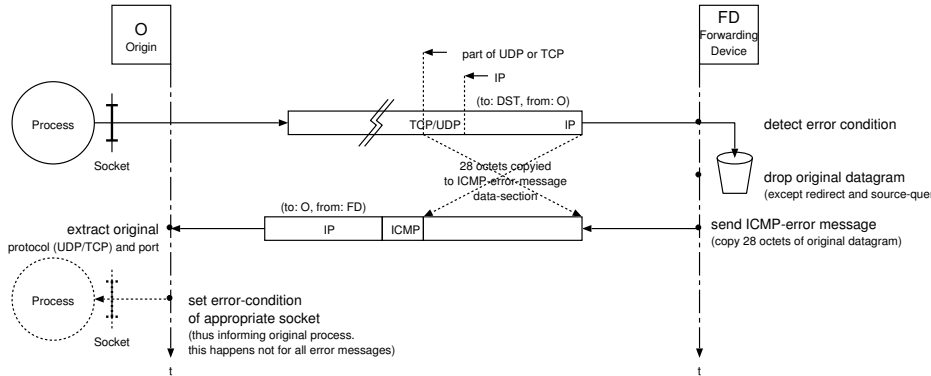 O
Origin
FD
Forwarding
Device
part of UDP or TCP
IP
(to: DST, from: O)
Process
TCP/UDP
IP
detect error condition
Socket
28 octets copyied
to ICMP-error-message
data-section
drop original datagram
(except redirect and source-que
(to: O, from: FD)
extract original
protocol (UDP/TCP) and port
IP
ICMP
send ICMP-error message
(copy 28 octets of original datagram)
Process
Socket
set error-condition
of appropriate socket
(thus informing original process.
this happens not for all error messages)
t
t